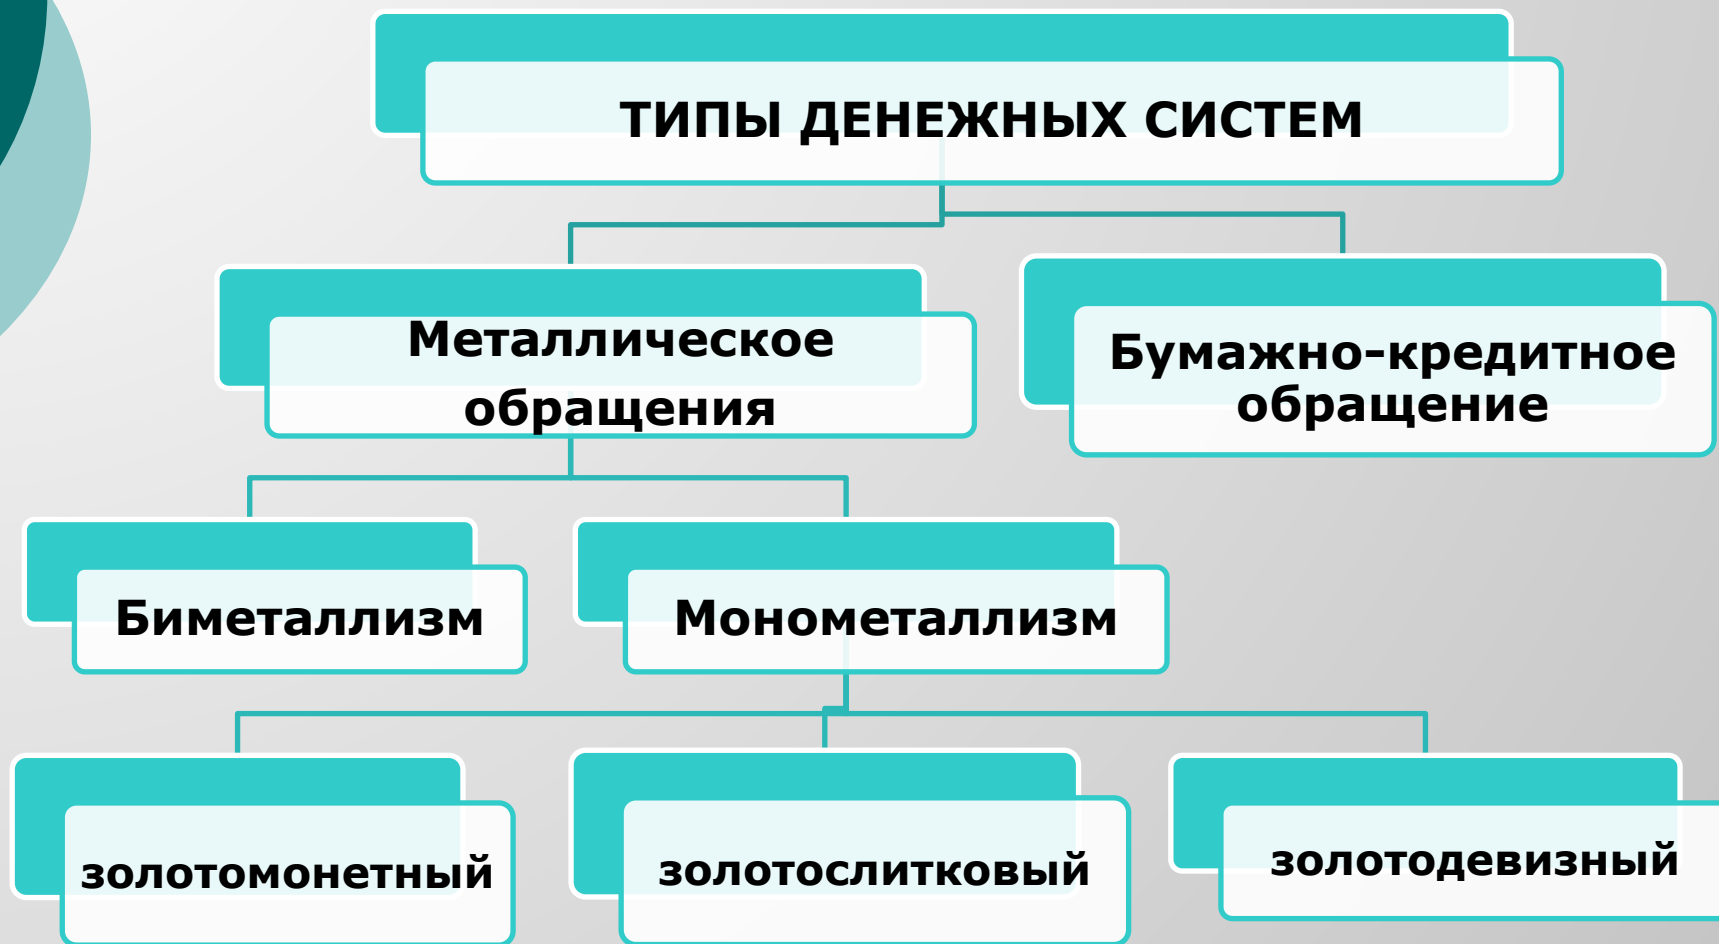 ТИПЫ ДЕНЕЖНЫХ СИСТЕМ
Металлическое
обращения
Бумажно-кредитное
обращение
Биметаллизм
Монометаллизм
золотомонетный
золотослитковый
золотодевизный